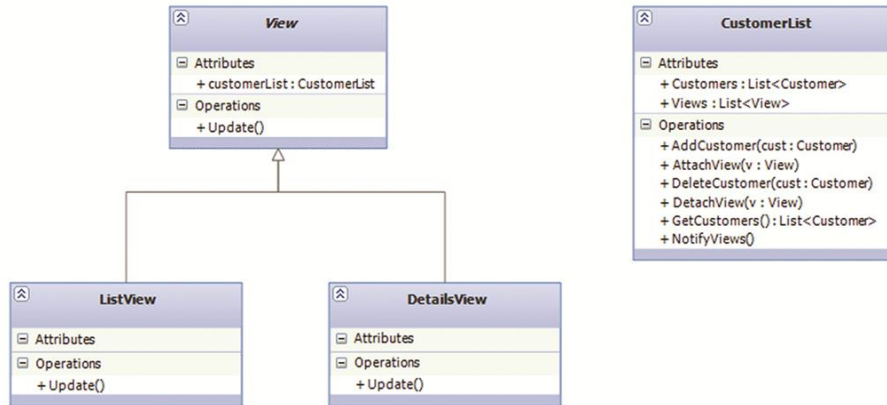 View
Attributes
+ customerList : CustomerList
Operations
+ Update()
CustomerList
Attributes
+ Customers : List<Customer>
+ Views : List<View>
Operations
+ AddCustomer(cust : Customer)
+ AttachView(v : View)
+ DeleteCustomer(cust : Customer)
+ DetachView(v : View)
+ GetCustomers() : List<Customer>
+ NotifyViews()
ListView
Attributes
Operations
+ Update()
DetailsView
Attributes
Operations
+ Update()